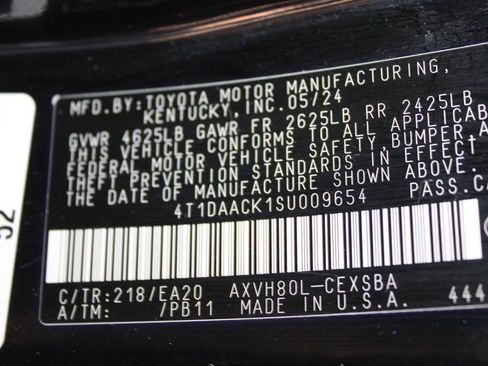 MFD.BY: TOYOTA MOTOR MANUFACTURING,
KENTUCKY, INC. 05/24
GVWR 4625LB GAWR FR 2625LB RR 2425LB
THIS VEHICLE CONFORMS TO ALL APPLICAB
FEDERAL MOTOR VEHICLE SAFETY, BUMPER, A
THEFT PREVENTION STANDARDS IN EFFECT
THE DATE OF MANUFACTURE SHOWN ABOVE.
4T1DAACK1SU009654 PASS.CA
C/TR:218/EA20 AXVH80L-CEXSBA
A/TM: /PB11 MADE IN U.S.A. 444
52